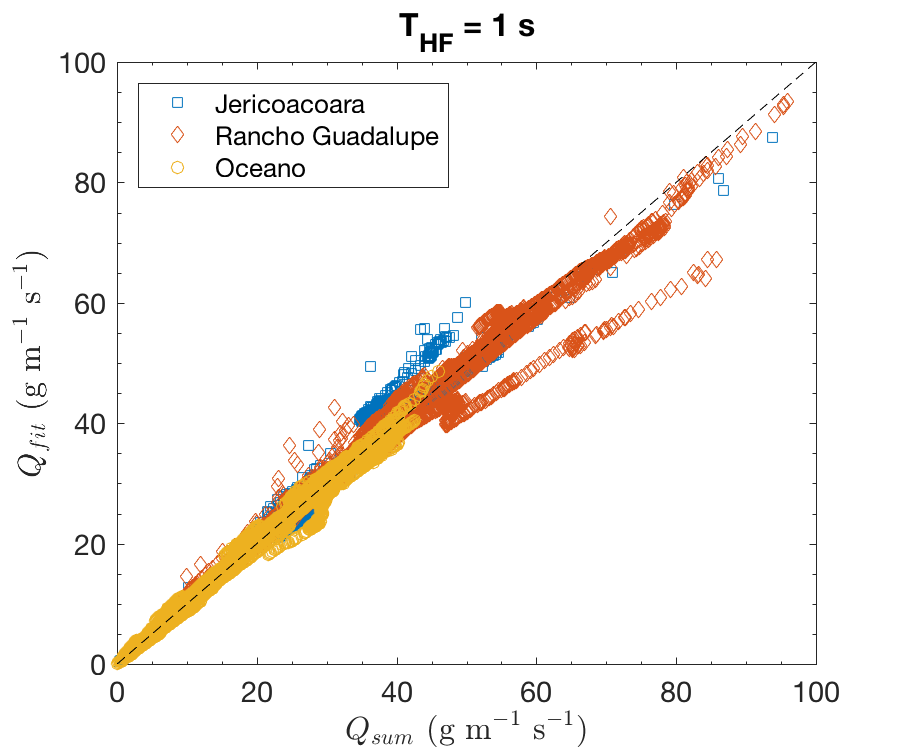 T_HF = 1 s
100
80
60
40
20
0
Jericoacoara
Rancho Guadalupe
Oceano
Q_fit (g m⁻¹ s⁻¹)
0 20 40 60 80 100
Q_sum (g m⁻¹ s⁻¹)